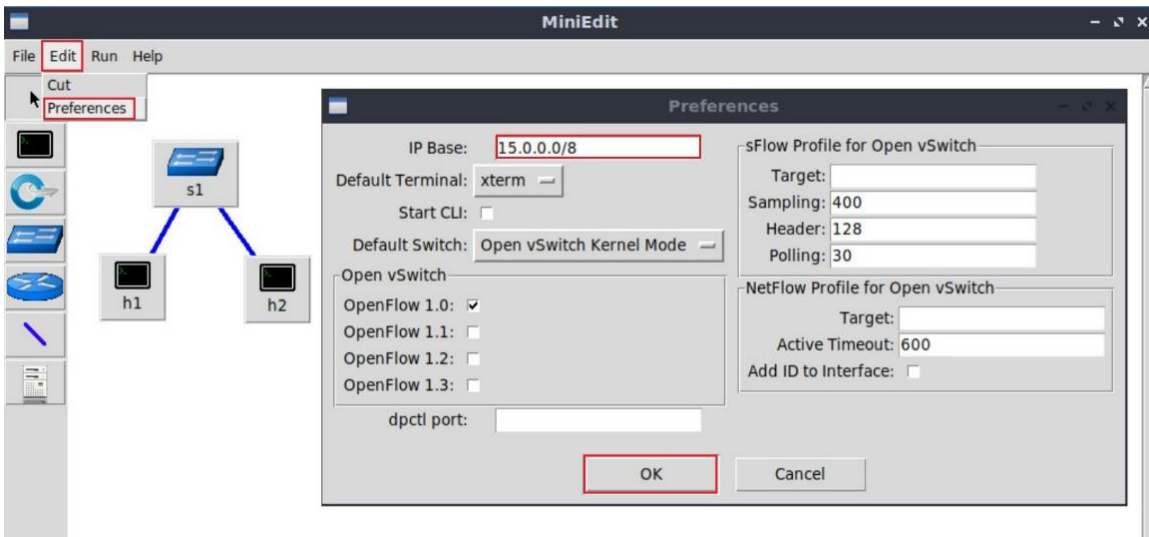 MiniEdit
File Edit Run Help
Cut
Preferences
s1
h1
h2
Preferences
IP Base: 15.0.0.0/8
Default Terminal: xterm
Start CLI:
Default Switch: Open vSwitch Kernel Mode
Open vSwitch
OpenFlow 1.0:
OpenFlow 1.1:
OpenFlow 1.2:
OpenFlow 1.3:
dpctl port:
sFlow Profile for Open vSwitch
Target:
Sampling: 400
Header: 128
Polling: 30
NetFlow Profile for Open vSwitch
Target:
Active Timeout: 600
Add ID to Interface:
OK
Cancel